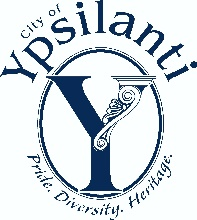 City of
Ypsilanti
Y
Pride. Diversity. Heritage.